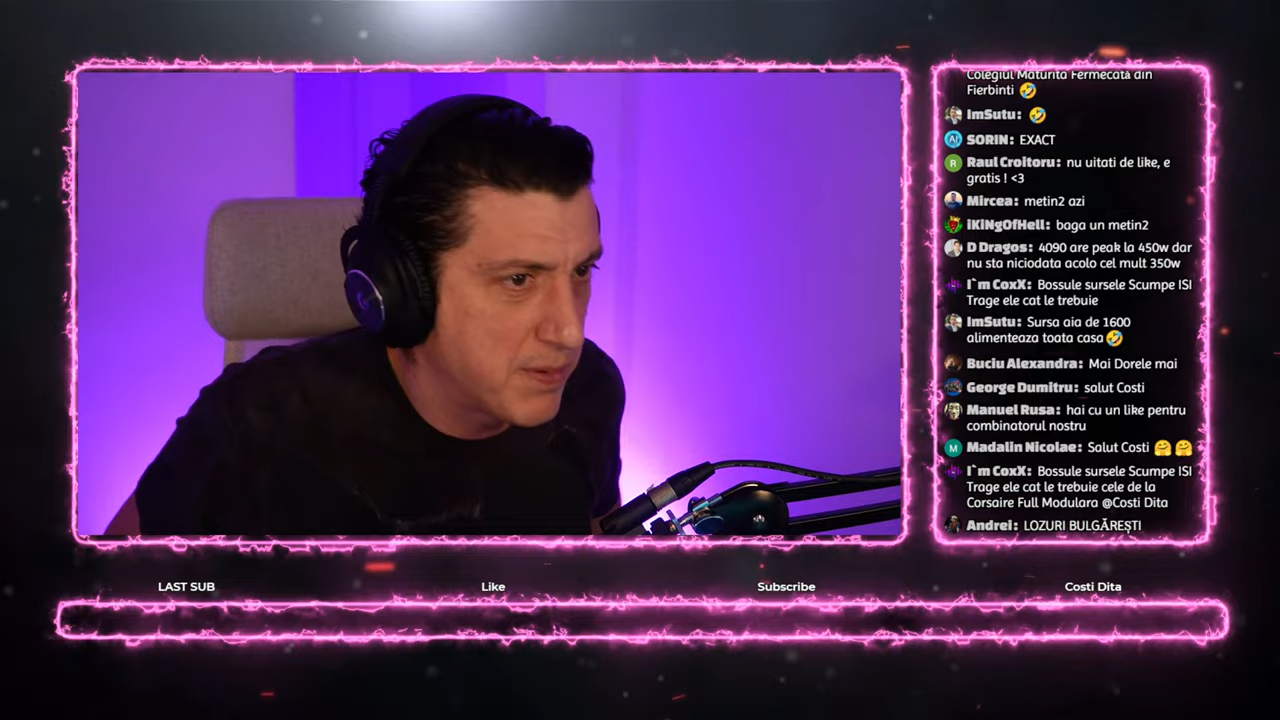 Colegiul Maturita Fermecată din
Fierbinti 🤣
ImSutu: 🤣
SORIN: EXACT
Raul Croitoru: nu uitati de like, e
gratis ! <3
Mircea: metin2 azi
iKiNgOfHell: baga un metin2
D Dragos: 4090 are peak la 450w dar
nu sta niciodata acolo cel mult 350w
I`m CoxX: Bossule sursele Scumpe ISI
Trage ele cat le trebuie
ImSutu: Sursa aia de 1600
alimenteaza toata casa🤣
Buciu Alexandra: Mai Dorele mai
George Dumitru: salut Costi
Manuel Rusa: hai cu un like pentru
combinatorul nostru
M Madalin Nicolae: Salut Costi 🤗 🤗
I`m CoxX: Bossule sursele Scumpe ISI
Trage ele cat le trebuie cele de la
Corsaire Full Modulara @Costi Dita
Andrei: LOZURI BULGĂREȘTI
LAST SUB
Like
Subscribe
Costi Dita